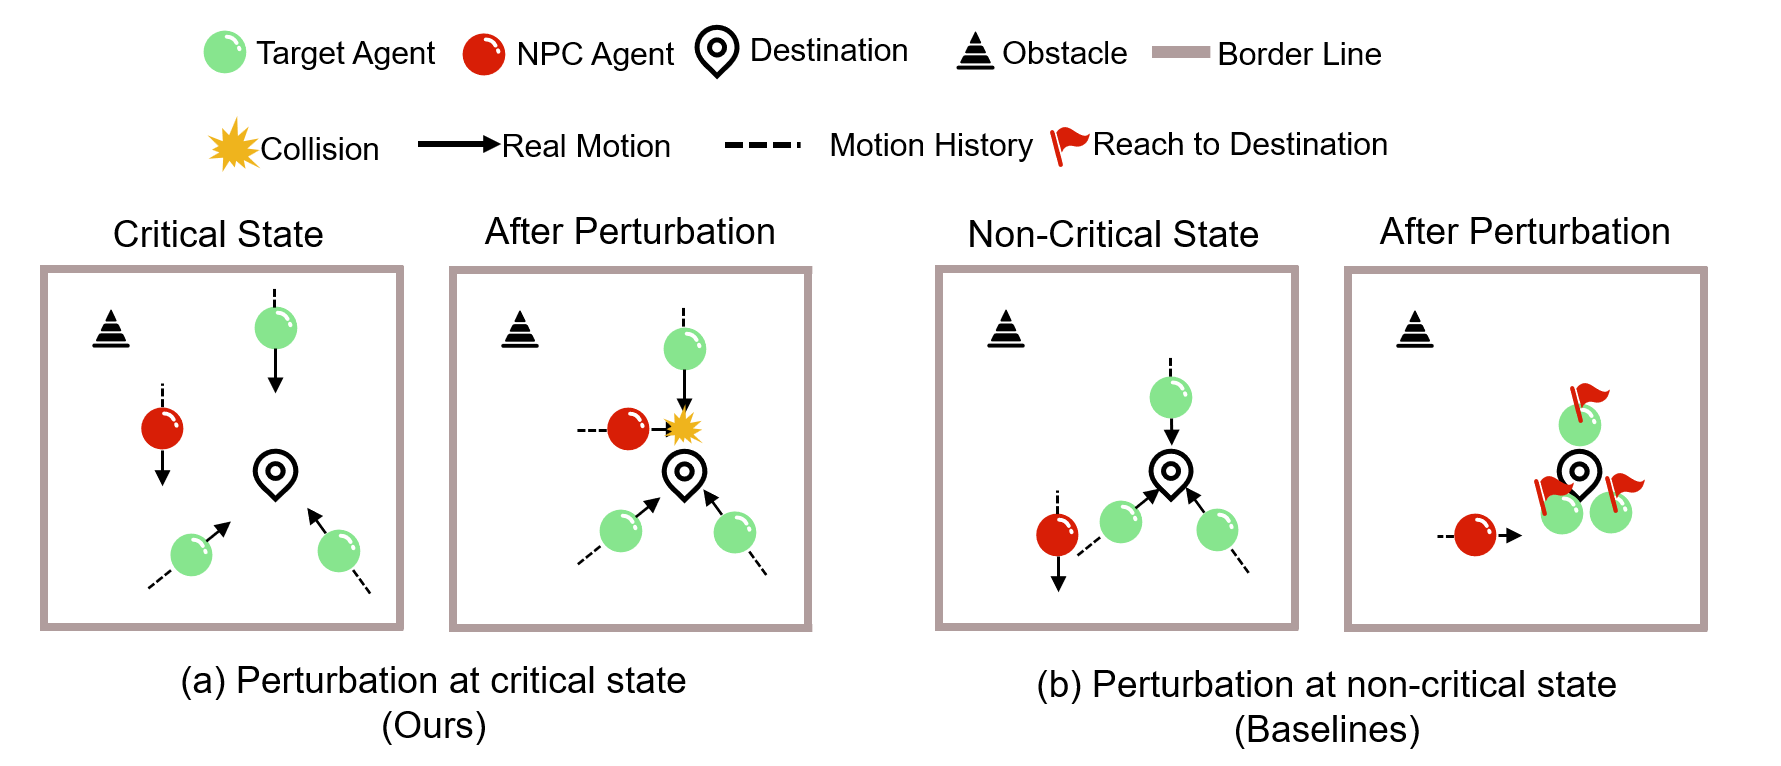 Target Agent NPC Agent Destination Obstacle Border Line
Collision Real Motion Motion History Reach to Destination
Critical State After Perturbation Non-Critical State After Perturbation
(a) Perturbation at critical state
(Ours)
(b) Perturbation at non-critical state
(Baselines)